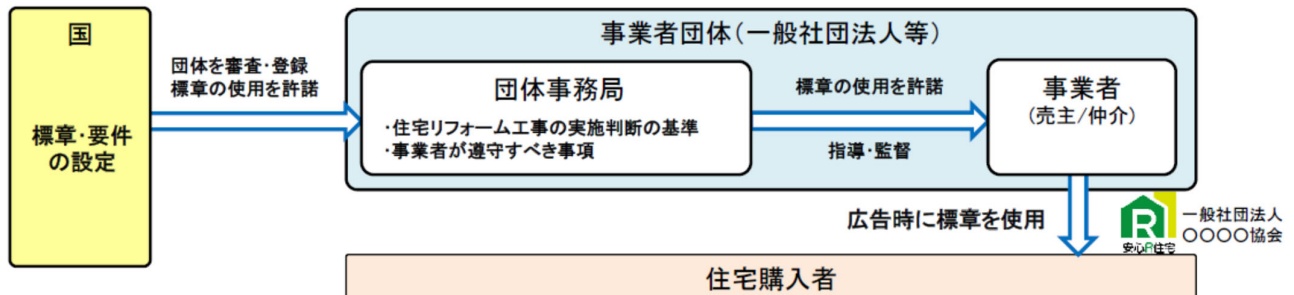 国
標章・要件
の設定
団体を審査・登録
標章の使用を許諾
事業者団体(一般社団法人等)
団体事務局
・住宅リフォーム工事の実施判断の基準
・事業者が遵守すべき事項
標章の使用を許諾
指導・監督
事業者
(売主/仲介)
広告時に標章を使用
R
安心R住宅
一般社団法人
〇〇〇〇協会
住宅購入者